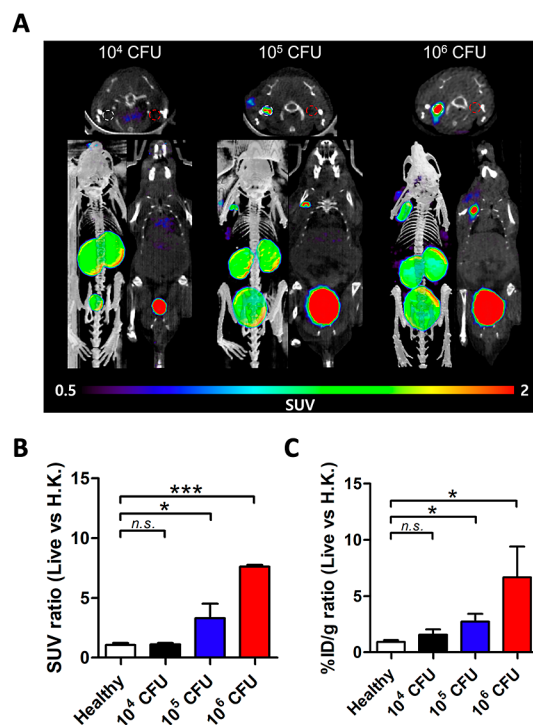 A
10⁴ CFU 10⁵ CFU 10⁶ CFU
0.5 SUV 2
B
SUV ratio (Live vs H.K.)
15
10
5
0
n.s.
*
***
Healthy
10⁴ CFU
10⁵ CFU
10⁶ CFU
C
%ID/g ratio (Live vs H.K.)
15
10
5
0
n.s.
*
*
Healthy
10⁴ CFU
10⁵ CFU
10⁶ CFU